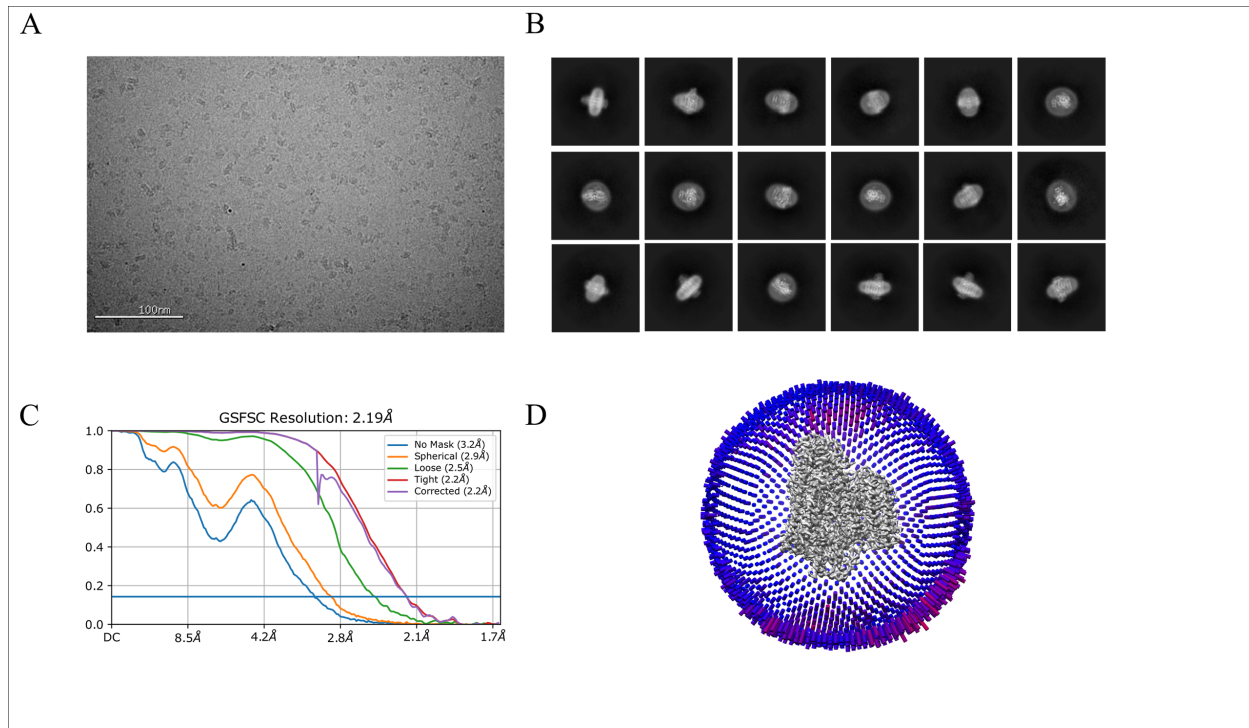 A
B
100nm
C
GSFSC Resolution: 2.19Å
1.0
0.8
0.6
0.4
0.2
0.0
DC
8.5Å
4.2Å
2.8Å
2.1Å
1.7Å
No Mask (3.2Å)
Spherical (2.9Å)
Loose (2.5Å)
Tight (2.2Å)
Corrected (2.2Å)
D